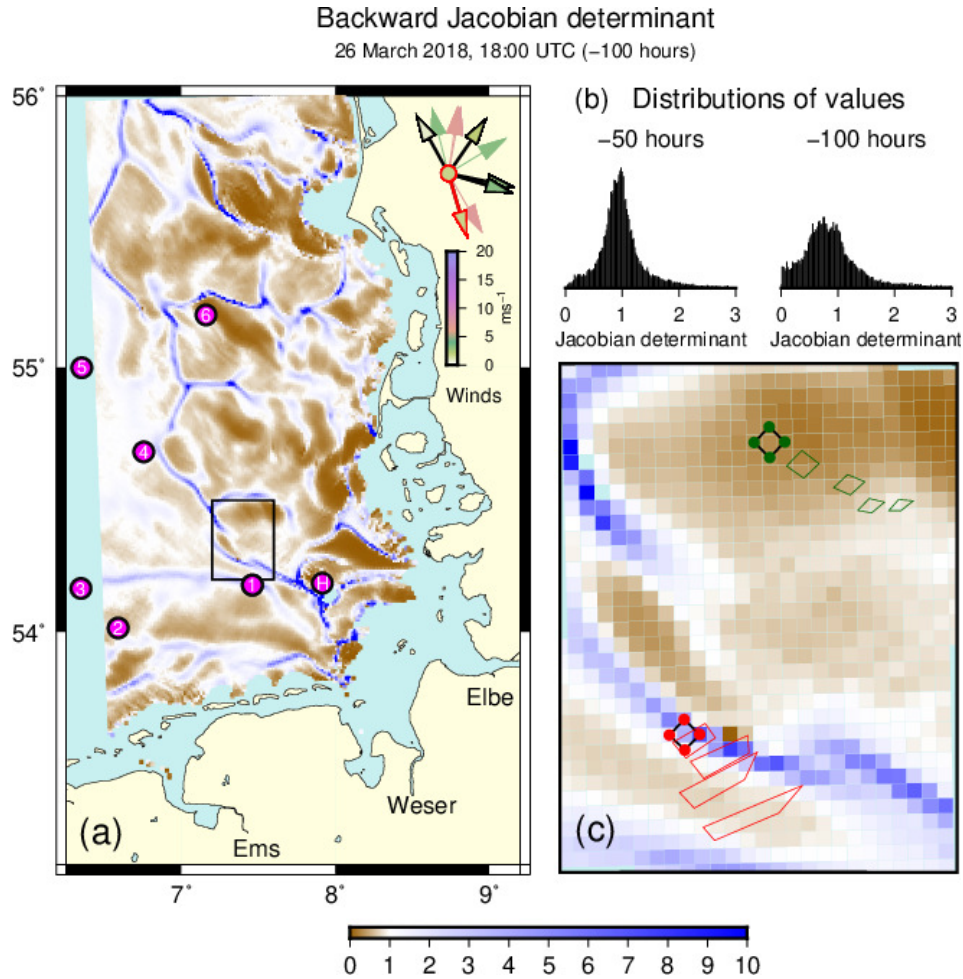 Backward Jacobian determinant
26 March 2018, 18:00 UTC (−100 hours)
56˚
55˚
54˚
7˚ 8˚ 9˚
20
15
10
5
0
ms⁻¹
Winds
6
5
4
3
2
1
H
Elbe
Weser
Ems
(a)
(b) Distributions of values
−50 hours
−100 hours
0 1 2 3
0 1 2 3
Jacobian determinant
Jacobian determinant
(c)
0 1 2 3 4 5 6 7 8 9 10